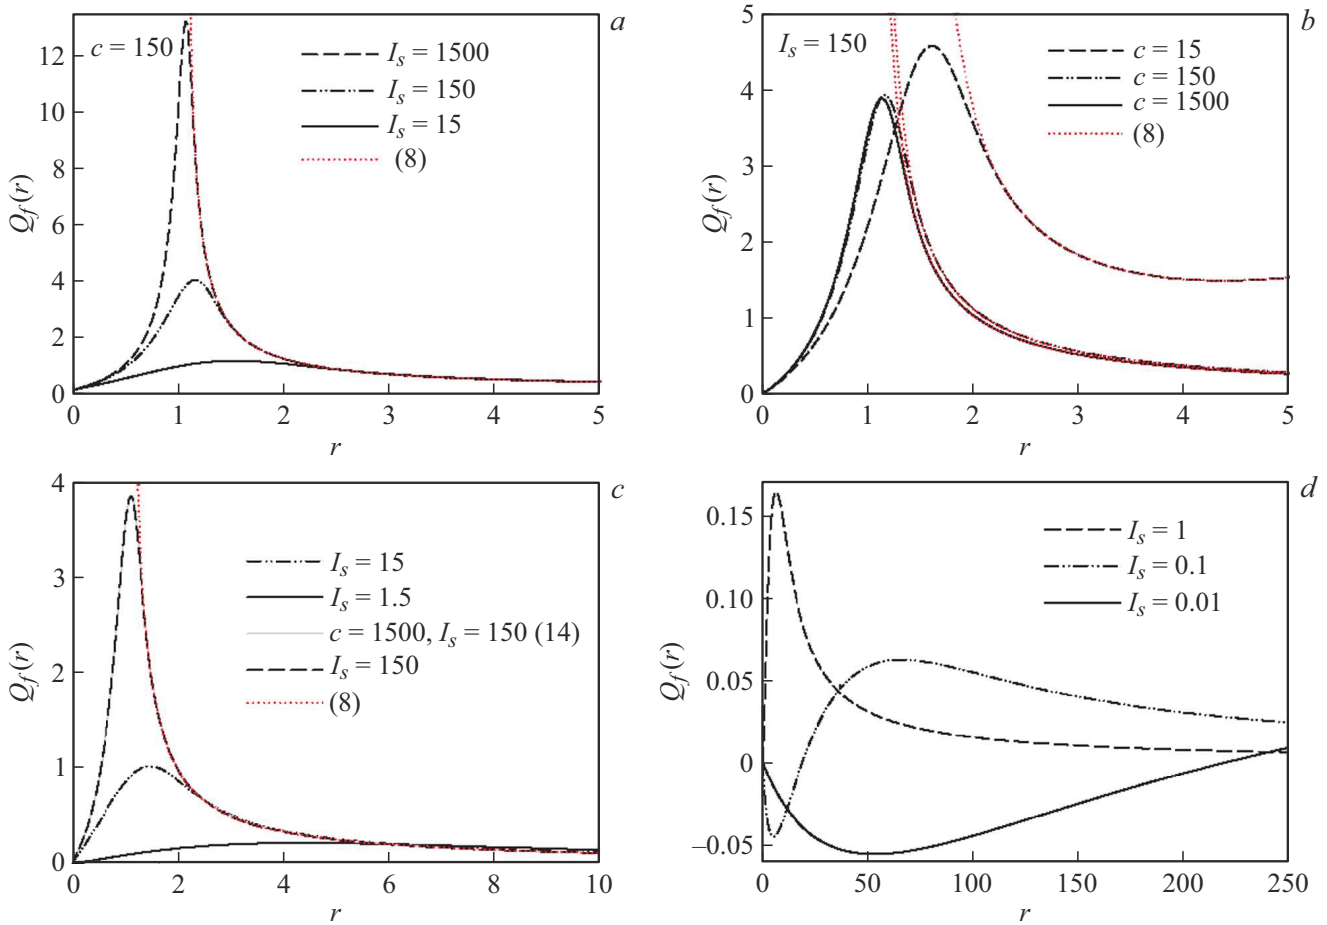 a
c = 150
I_s = 1500
I_s = 150
I_s = 15
(8)
Q_f(r)
12
10
8
6
4
2
0
0 1 2 3 4 5
r
b
I_s = 150
c = 15
c = 150
c = 1500
(8)
Q_f(r)
5
4
3
2
1
0
0 1 2 3 4 5
r
c
I_s = 15
I_s = 1.5
c = 1500, I_s = 150 (14)
I_s = 150
(8)
Q_f(r)
4
3
2
1
0
0 2 4 6 8 10
r
d
I_s = 1
I_s = 0.1
I_s = 0.01
Q_f(r)
0.15
0.10
0.05
0
–0.05
0 50 100 150 200 250
r